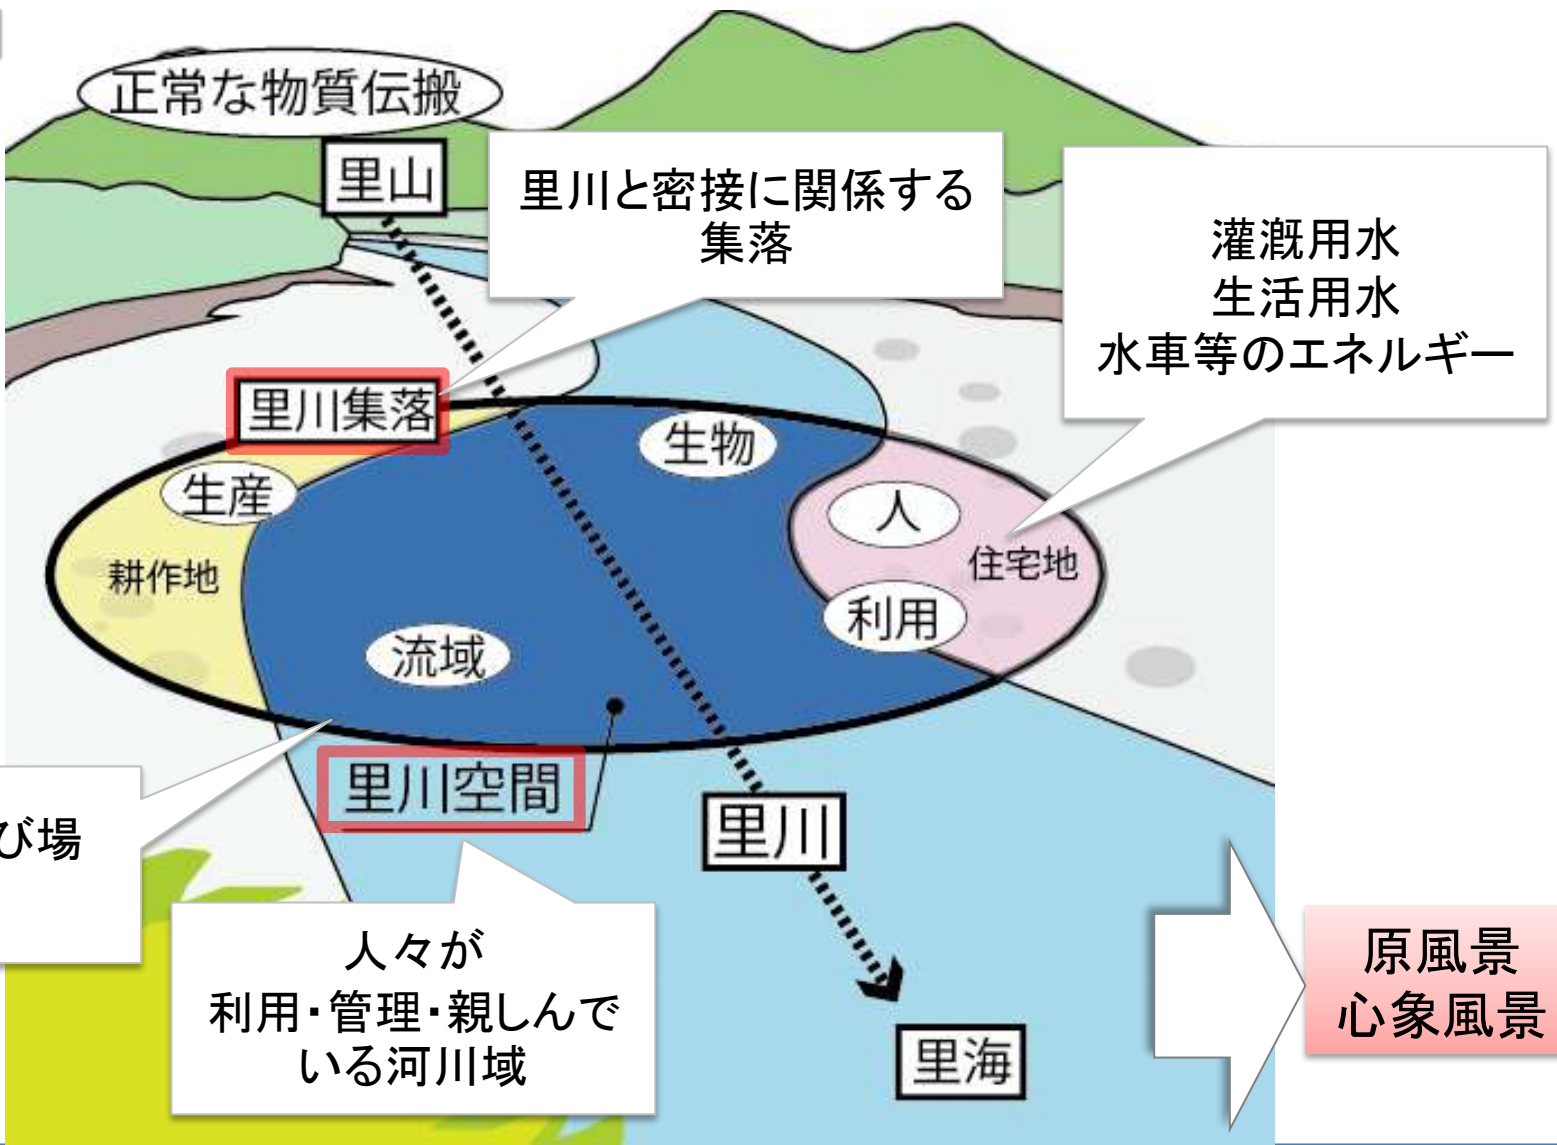 正常な物質伝搬
里山
里川と密接に関係する
集落
灌漑用水
生活用水
水車等のエネルギー
里川集落
生物
生産
人
耕作地
住宅地
利用
流域
里川空間
里川
び場
人々が
利用・管理・親しんで
いる河川域
原風景
心象風景
里海